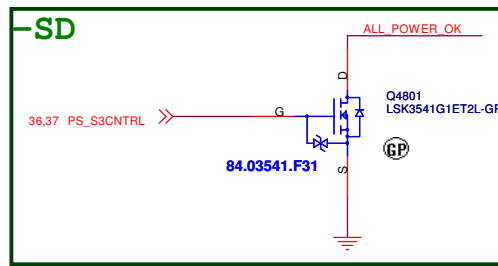 -SD
ALL_POWER_OK
D
Q4801
LSK3541G1ET2L-GP
G
36,37 PS_S3CNTRL
GP
84.03541.F31
S